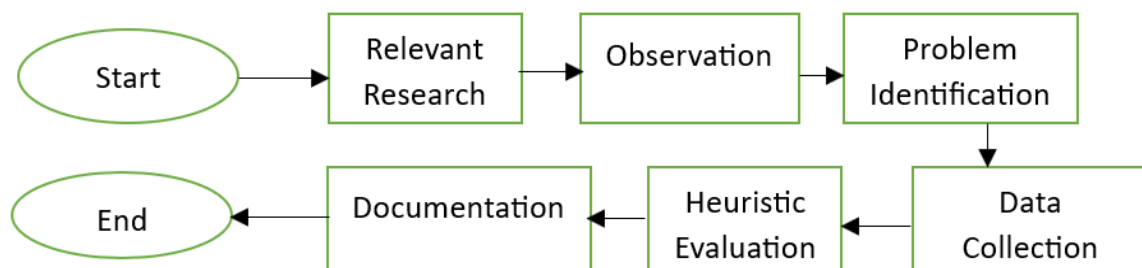 Start
Relevant
Research
Observation
Problem
Identification
Data
Collection
Heuristic
Evaluation
Documentation
End